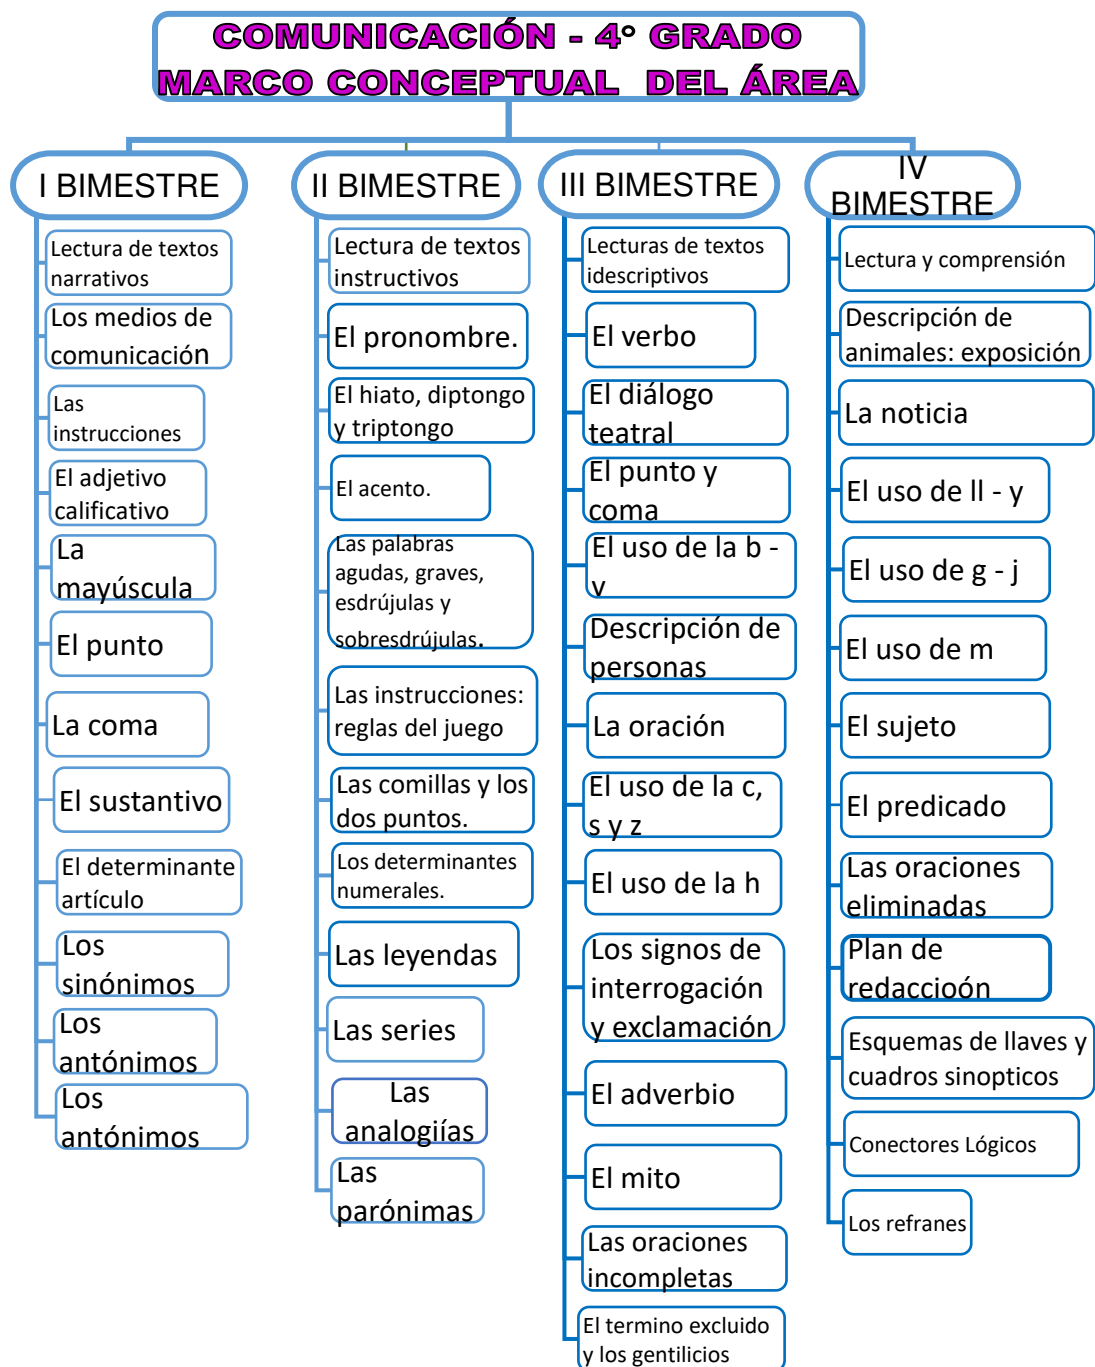 COMUNICACIÓN - 4° GRADO
MARCO CONCEPTUAL DEL ÁREA
I BIMESTRE
Lectura de textos
narrativos
Los medios de
comunicación
Las
instrucciones
El adjetivo
calificativo
La
mayúscula
El punto
La coma
El sustantivo
El determinante
artículo
Los
sinónimos
Los
antónimos
Los
antónimos
II BIMESTRE
Lectura de textos
instructivos
El pronombre.
El hiato, diptongo
y triptongo
El acento.
Las palabras
agudas, graves,
esdrújulas y
sobresdrújulas.
Las instrucciones:
reglas del juego
Las comillas y los
dos puntos.
Los determinantes
numerales.
Las leyendas
Las series
Las
analogiías
Las
parónimas
III BIMESTRE
Lecturas de textos
idescriptivos
El verbo
El diálogo
teatral
El punto y
coma
El uso de la b -
v
Descripción de
personas
La oración
El uso de la c,
s y z
El uso de la h
Los signos de
interrogación
y exclamación
El adverbio
El mito
Las oraciones
incompletas
El termino excluido
y los gentilicios
IV
BIMESTRE
Lectura y comprensión
Descripción de
animales: exposición
La noticia
El uso de ll - y
El uso de g - j
El uso de m
El sujeto
El predicado
Las oraciones
eliminadas
Plan de
redaccioón
Esquemas de llaves y
cuadros sinopticos
Conectores Lógicos
Los refranes